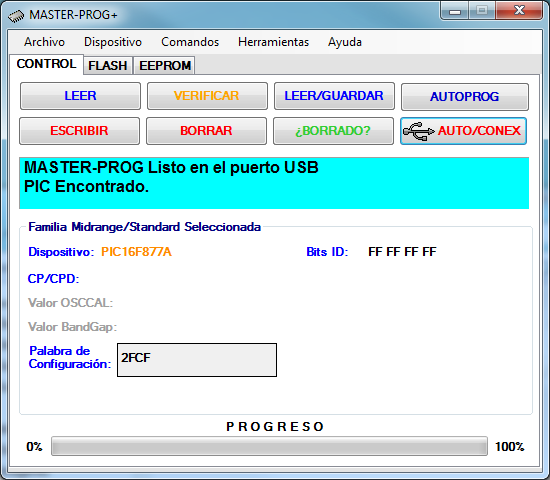 MASTER-PROG+
Archivo Dispositivo Comandos Herramientas Ayuda
CONTROL FLASH EEPROM
LEER VERIFICAR LEER/GUARDAR AUTOPROG
ESCRIBIR BORRAR ¿BORRADO? AUTO/CONEX
MASTER-PROG Listo en el puerto USB
PIC Encontrado.
Familia Midrange/Standard Seleccionada
Dispositivo: PIC16F877A Bits ID: FF FF FF FF
CP/CPD:
Valor OSCCAL:
Valor BandGap:
Palabra de
Configuración: 2FCF
PROGRESO
0% 100%